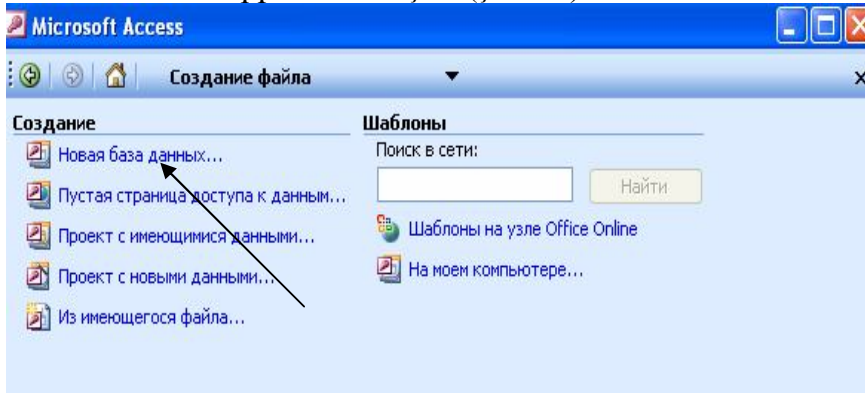 Microsoft Access
Создание файла
Создание
Новая база данных...
Пустая страница доступа к данным...
Проект с имеющимися данными...
Проект с новыми данными...
Из имеющегося файла...
Шаблоны
Поиск в сети:
Найти
Шаблоны на узле Office Online
На моем компьютере...